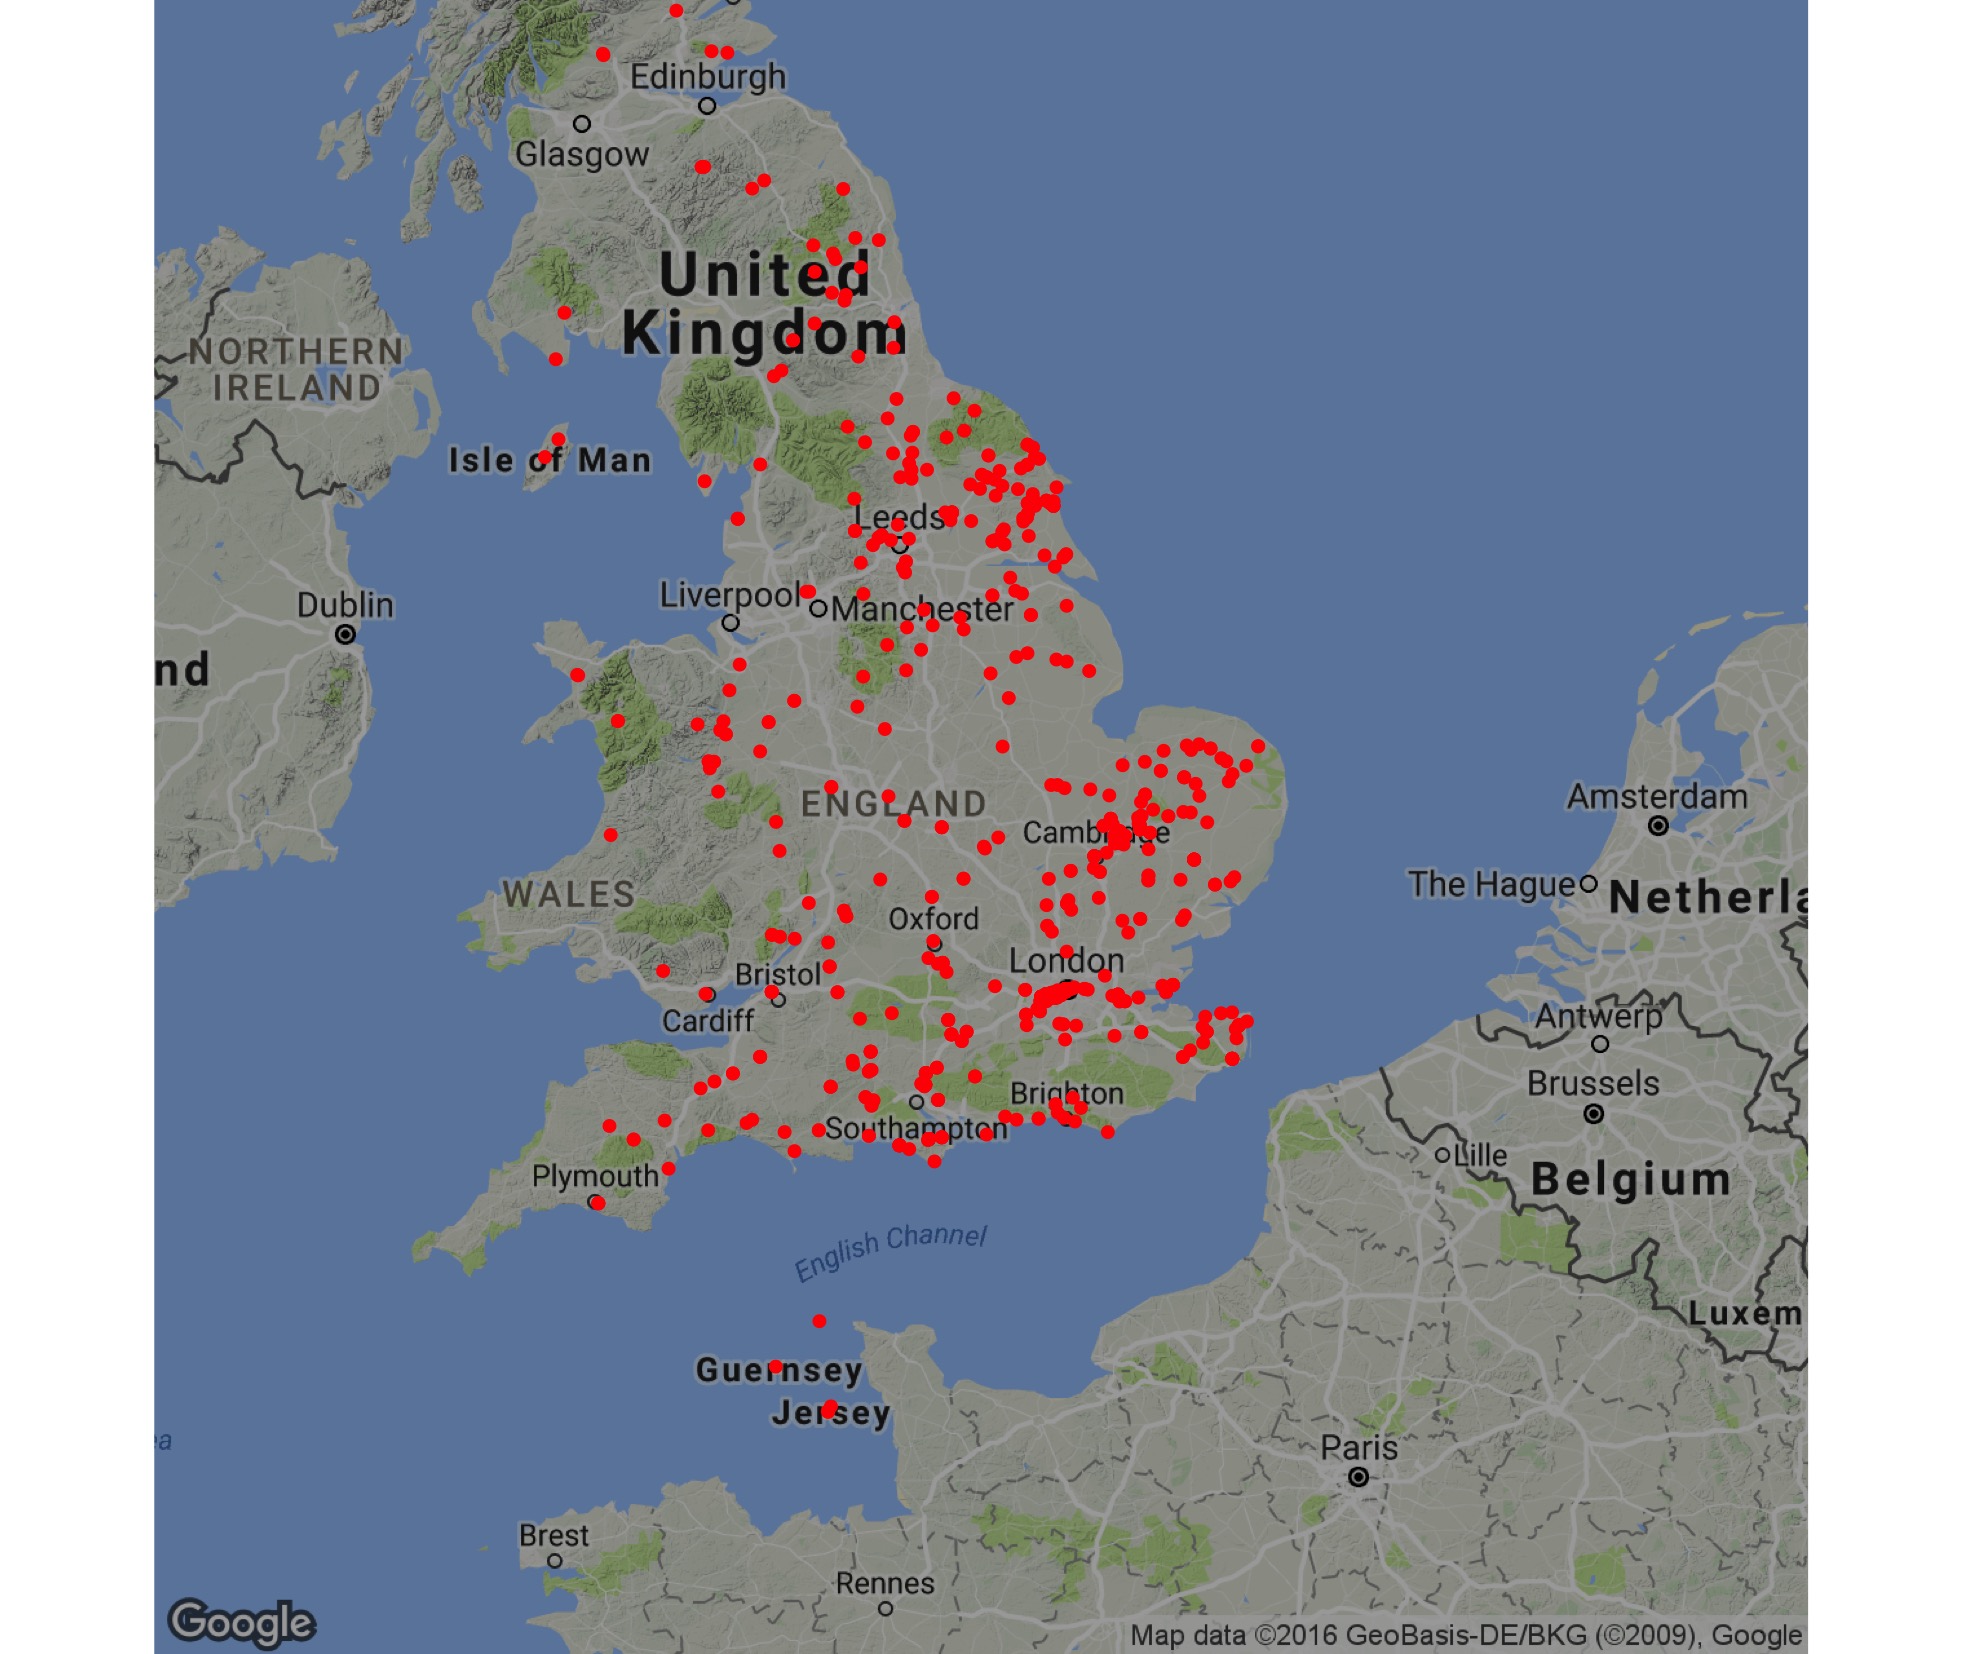 Edinburgh
Glasgow
United
Kingdom
NORTHERN
IRELAND
Isle of Man
Leeds
Dublin
Liverpool
Manchester
nd
Amsterdam
ENGLAND
Cambridge
The Hague
Netherla
WALES
Oxford
London
Bristol
Cardiff
Antwerp
Brussels
Brighton
Southampton
Lille
Belgium
Plymouth
English Channel
Luxem
Guernsey
Jersey
ea
Paris
Brest
Rennes
Google
Map data ©2016 GeoBasis-DE/BKG (©2009), Google